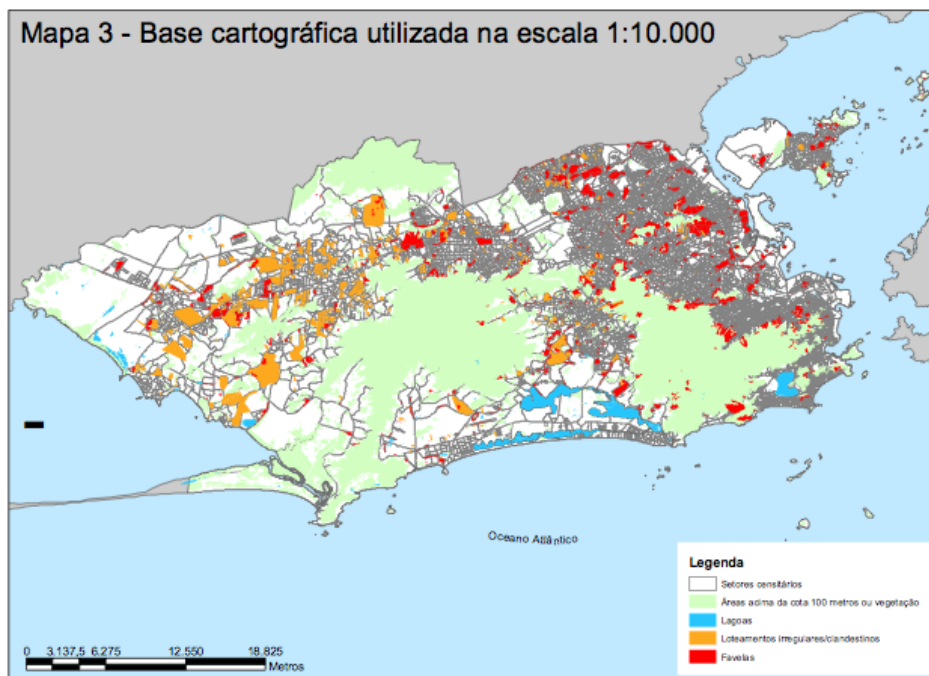 Mapa 3 - Base cartográfica utilizada na escala 1:10.000
Oceano Atlântico
Legenda
Setores censitários
Áreas acima da cota 100 metros ou vegetação
Lagoas
Loteamentos irregulares/clandestinos
Favelas
0 3.137,5 6.275 12.550 18.825
Metros